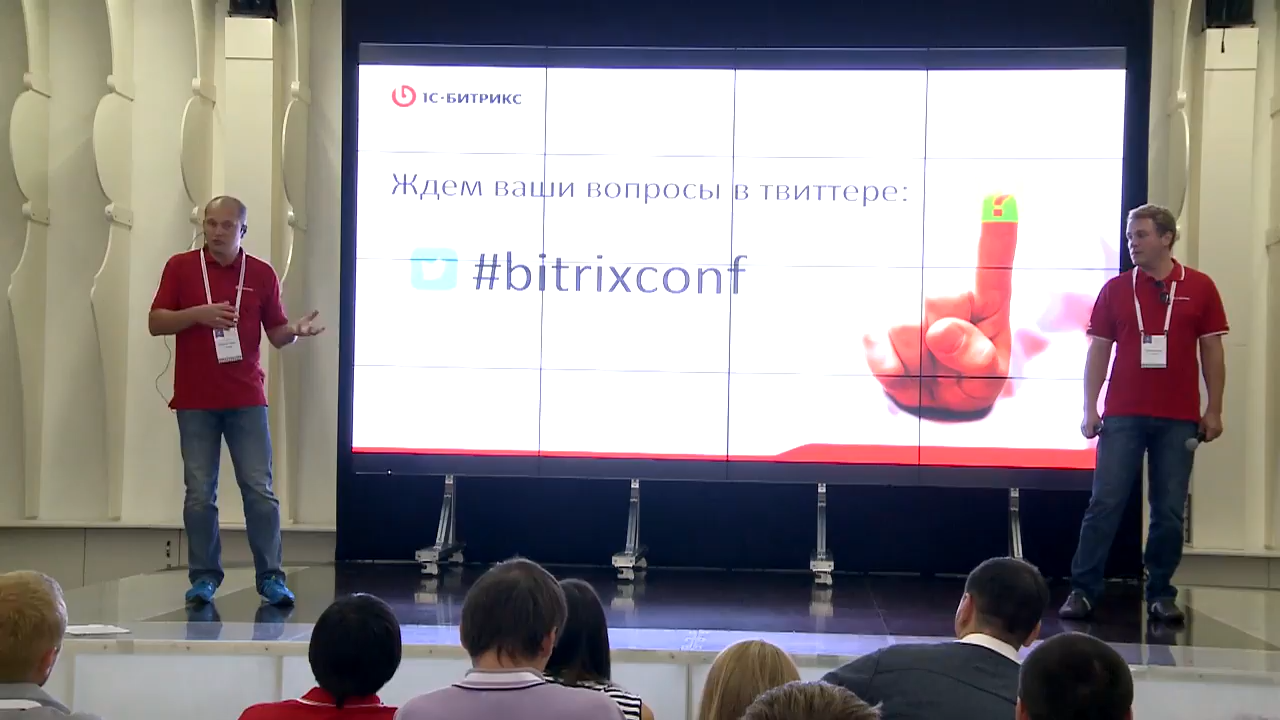 1С-БИТРИКС
Ждем ваши вопросы в твиттере:
#bitrixconf
?